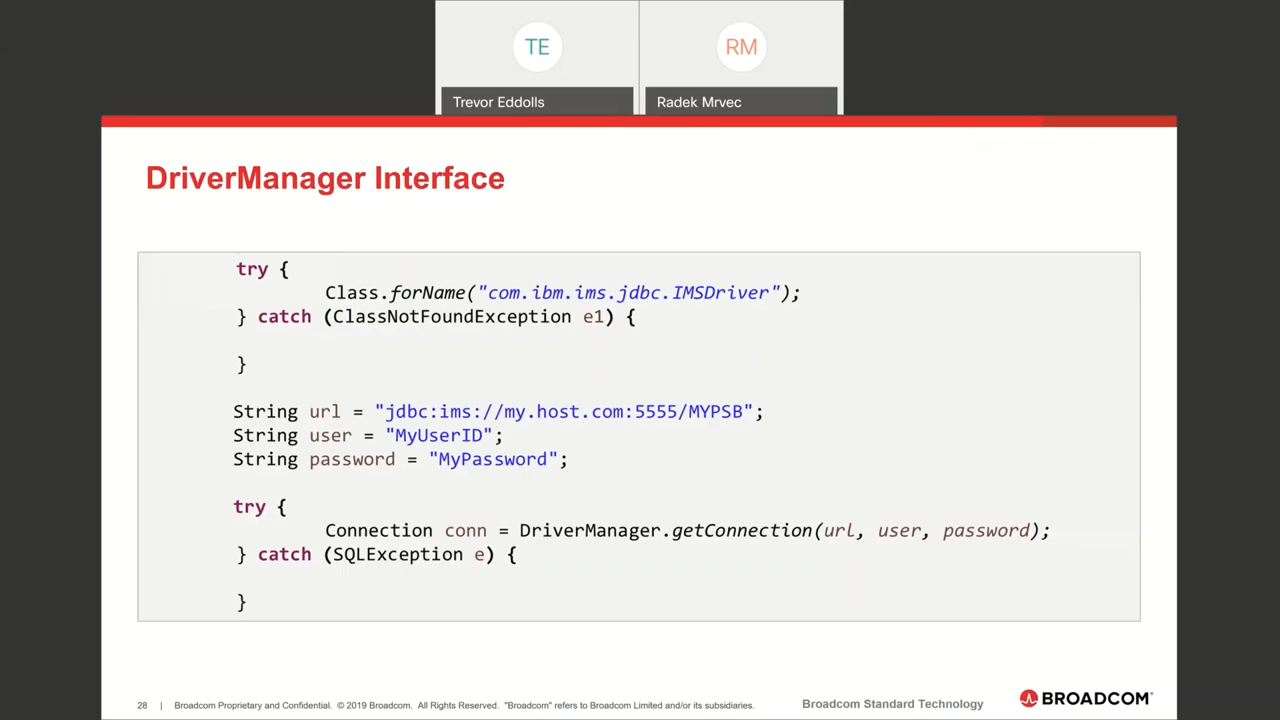 TE
RM
Trevor Eddolls
Radek Mrvec
DriverManager Interface
try {
Class.forName("com.ibm.ims.jdbc.IMSDriver");
} catch (ClassNotFoundException e1) {
}
String url = "jdbc:ims://my.host.com:5555/MYPSB";
String user = "MyUserID";
String password = "MyPassword";
try {
Connection conn = DriverManager.getConnection(url, user, password);
} catch (SQLException e) {
}
28 | Broadcom Proprietary and Confidential. © 2019 Broadcom. All Rights Reserved. "Broadcom" refers to Broadcom Limited and/or its subsidiaries.
Broadcom Standard Technology
BROADCOM